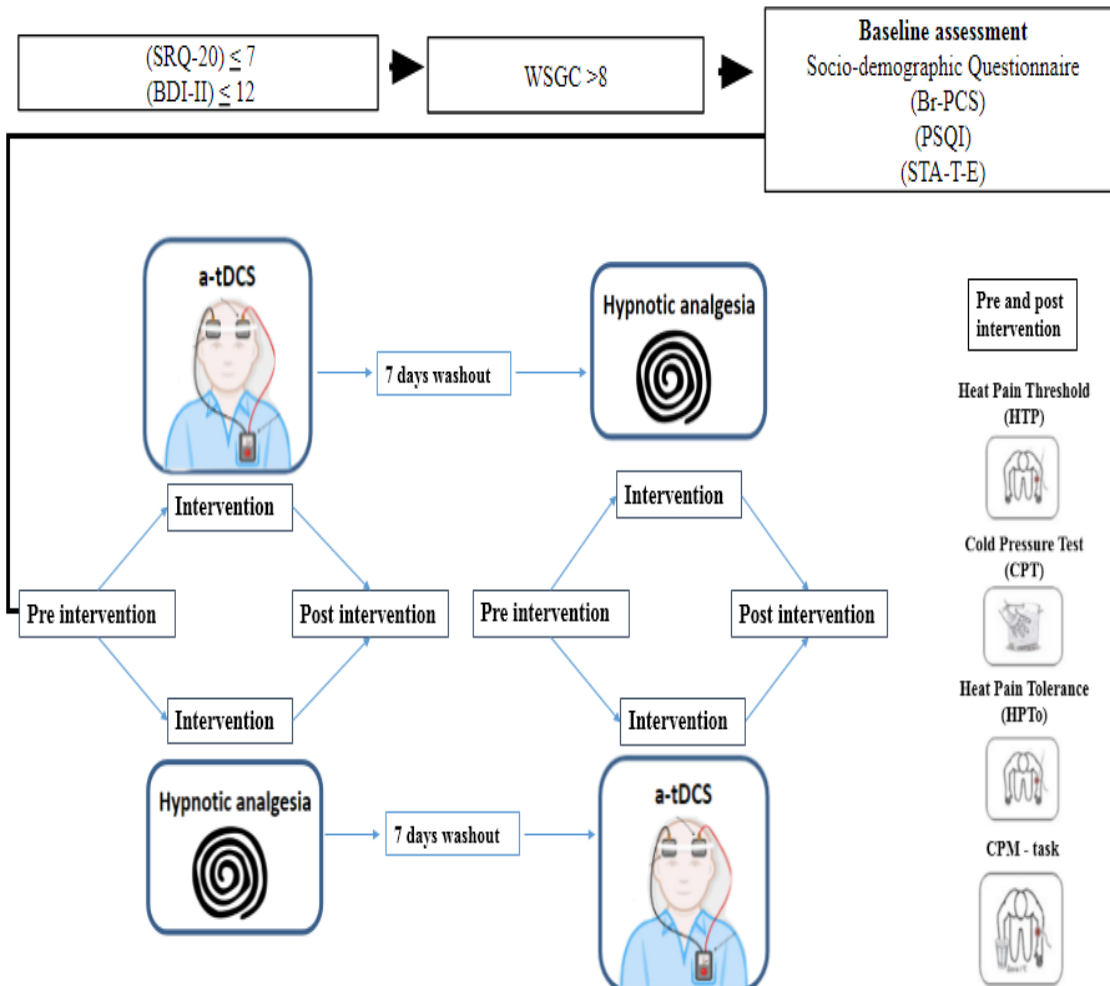 (SRQ-20) ≤ 7
(BDI-II) ≤ 12
WSGC >8
Baseline assessment
Socio-demographic Questionnaire
(Br-PCS)
(PSQI)
(STA-T-E)
a-tDCS
7 days washout
Hypnotic analgesia
Intervention
Intervention
Pre intervention
Post intervention
Pre intervention
Post intervention
Intervention
Intervention
Hypnotic analgesia
7 days washout
a-tDCS
Pre and post
intervention
Heat Pain Threshold
(HTP)
Cold Pressure Test
(CPT)
Heat Pain Tolerance
(HPTo)
CPM - task